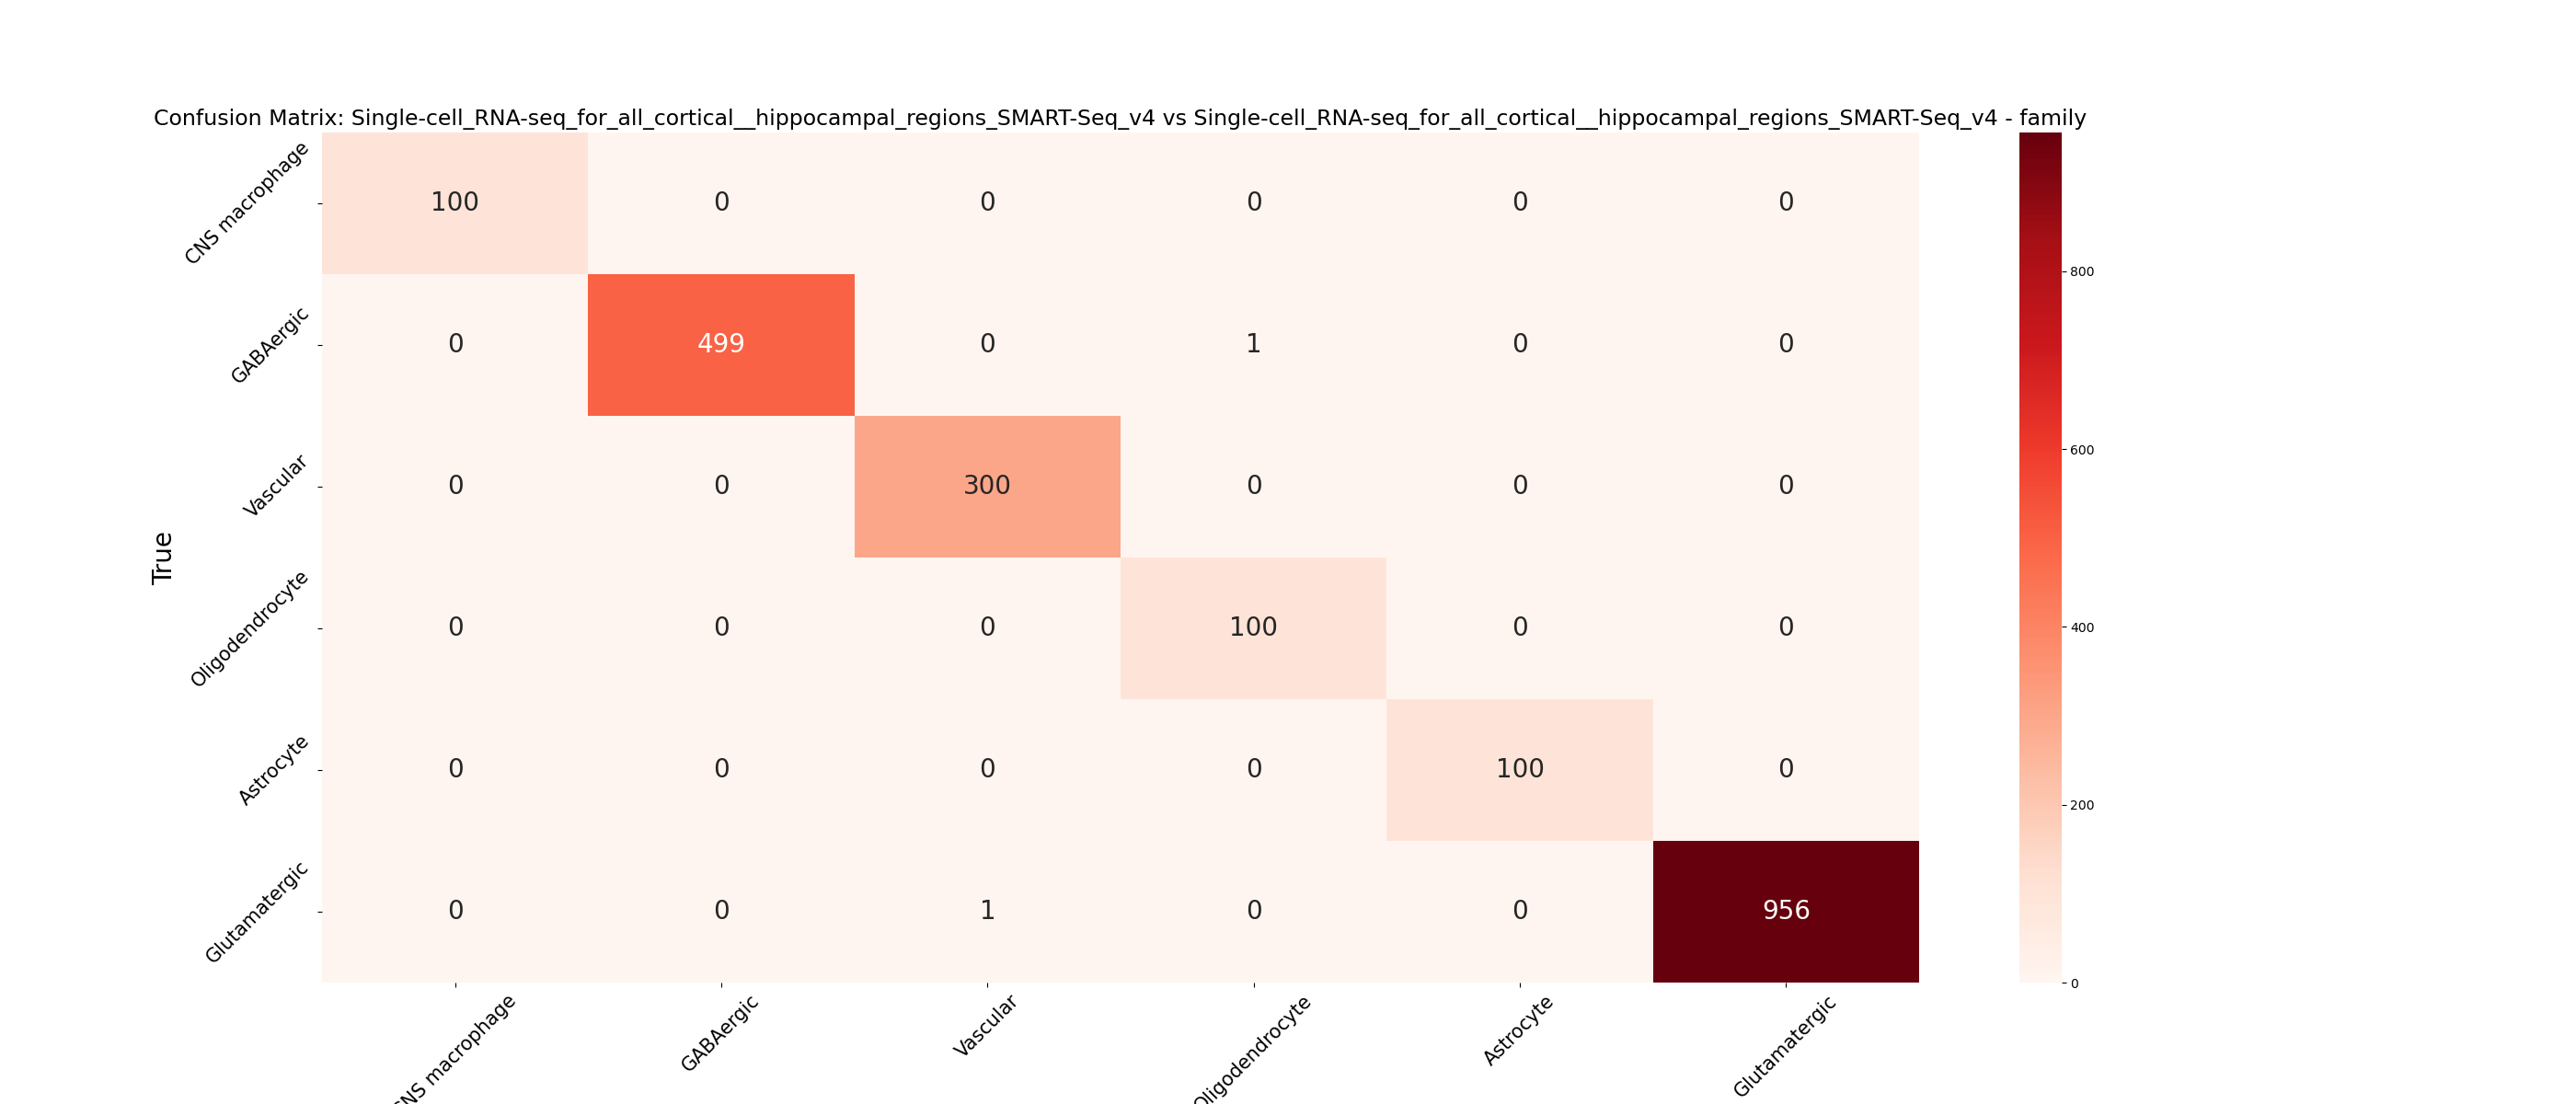 Confusion Matrix: Single-cell_RNA-seq_for_all_cortical__hippocampal_regions_SMART-Seq_v4 vs Single-cell_RNA-seq_for_all_cortical__hippocampal_regions_SMART-Seq_v4 - family
True
CNS macrophage 100 0 0 0 0 0
GABAergic 0 499 0 1 0 0
Vascular 0 0 300 0 0 0
Oligodendrocyte 0 0 0 100 0 0
Astrocyte 0 0 0 0 100 0
Glutamatergic 0 0 1 0 0 956
CNS macrophage GABAergic Vascular Oligodendrocyte Astrocyte Glutamatergic
800
600
400
200
0